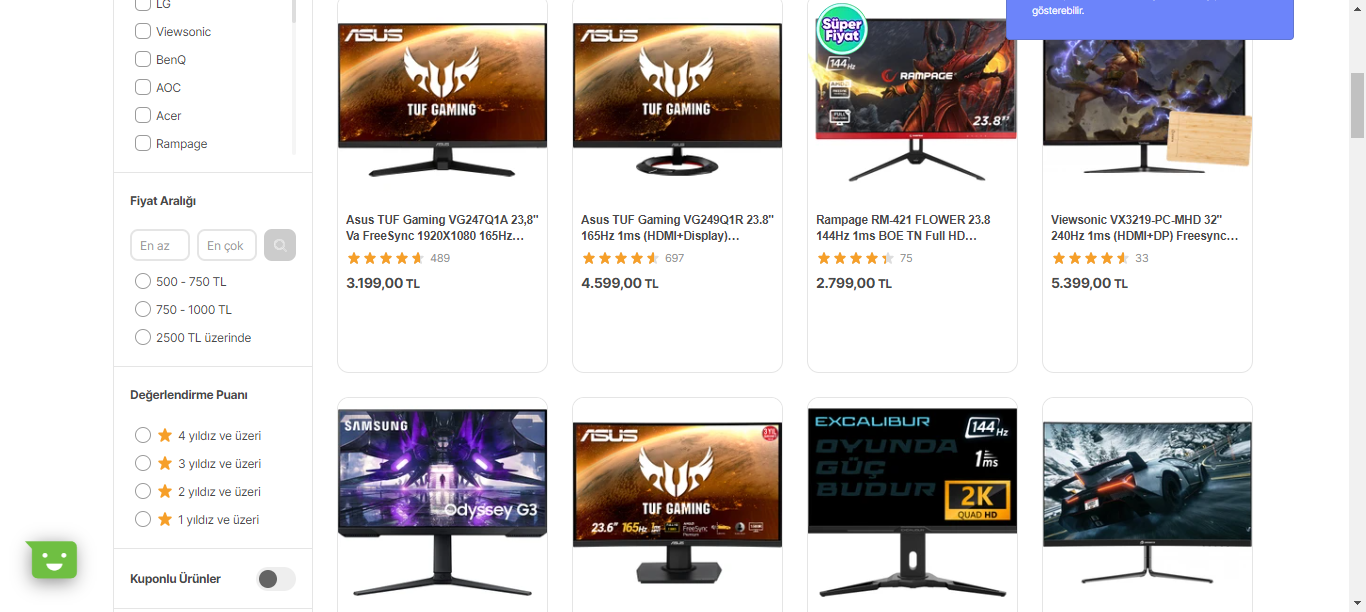 LG
Viewsonic
BenQ
AOC
Acer
Rampage
Fiyat Aralığı
En az
En çok
500 - 750 TL
750 - 1000 TL
2500 TL üzerinde
Değerlendirme Puanı
4 yıldız ve üzeri
3 yıldız ve üzeri
2 yıldız ve üzeri
1 yıldız ve üzeri
Kuponlu Ürünler
gösterebilir.
ASUS
TUF GAMING
Asus TUF Gaming VG247Q1A 23,8"
Va FreeSync 1920X1080 165Hz...
489
3.199,00 TL
ASUS
TUF GAMING
Asus TUF Gaming VG249Q1R 23.8"
165Hz 1ms (HDMI+Display)...
697
4.599,00 TL
Süper
Fiyat
144Hz
RAMPAGE
23.8"
Rampage RM-421 FLOWER 23.8
144Hz 1ms BOE TN Full HD...
75
2.799,00 TL
Viewsonic VX3219-PC-MHD 32"
240Hz 1ms (HDMI+DP) Freesync...
33
5.399,00 TL
SAMSUNG
Odyssey G3
ASUS
TUF GAMING
23.6" 165Hz
FreeSync
EXCALIBUR
144Hz
OYUNDA
GÜÇ
BUDUR
1ms
2K
QUAD HD